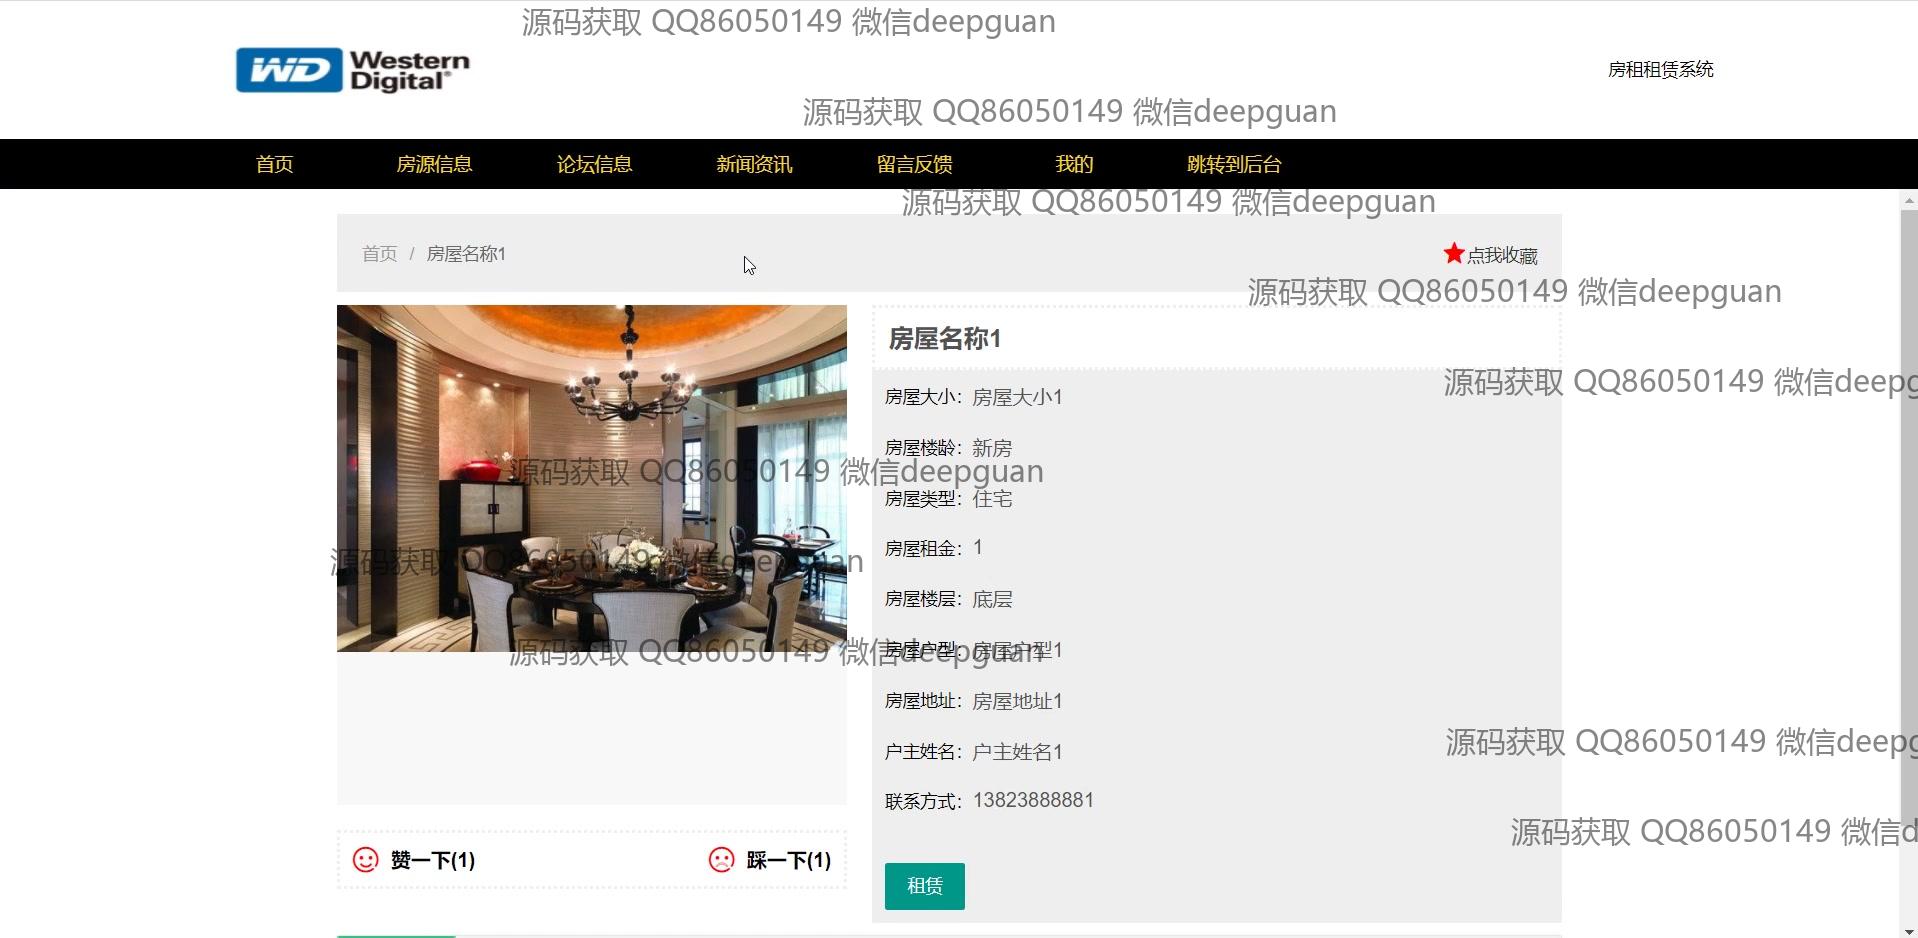 源码获取 QQ86050149 微信deepguan
WD Western Digital®
房租租赁系统
源码获取 QQ86050149 微信deepguan
首页 房源信息 论坛信息 新闻资讯 留言反馈 我的 跳转到后台
源码获取 QQ86050149 微信deepguan
首页 / 房屋名称1
点我收藏
源码获取 QQ86050149 微信deepguan
房屋名称1
源码获取 QQ86050149 微信deepg
房屋大小：房屋大小1
房屋楼龄：新房
源码获取 QQ86050149 微信deepguan
房屋类型：住宅
房屋租金：1
源码获取 QQ86050149 微信deepguan
房屋楼层：底层
房屋户型：房屋户型1
源码获取 QQ86050149 微信deepguan
房屋地址：房屋地址1
源码获取 QQ86050149 微信deepg
户主姓名：户主姓名1
联系方式：13823888881
源码获取 QQ86050149 微信d
赞一下(1) 踩一下(1)
租赁